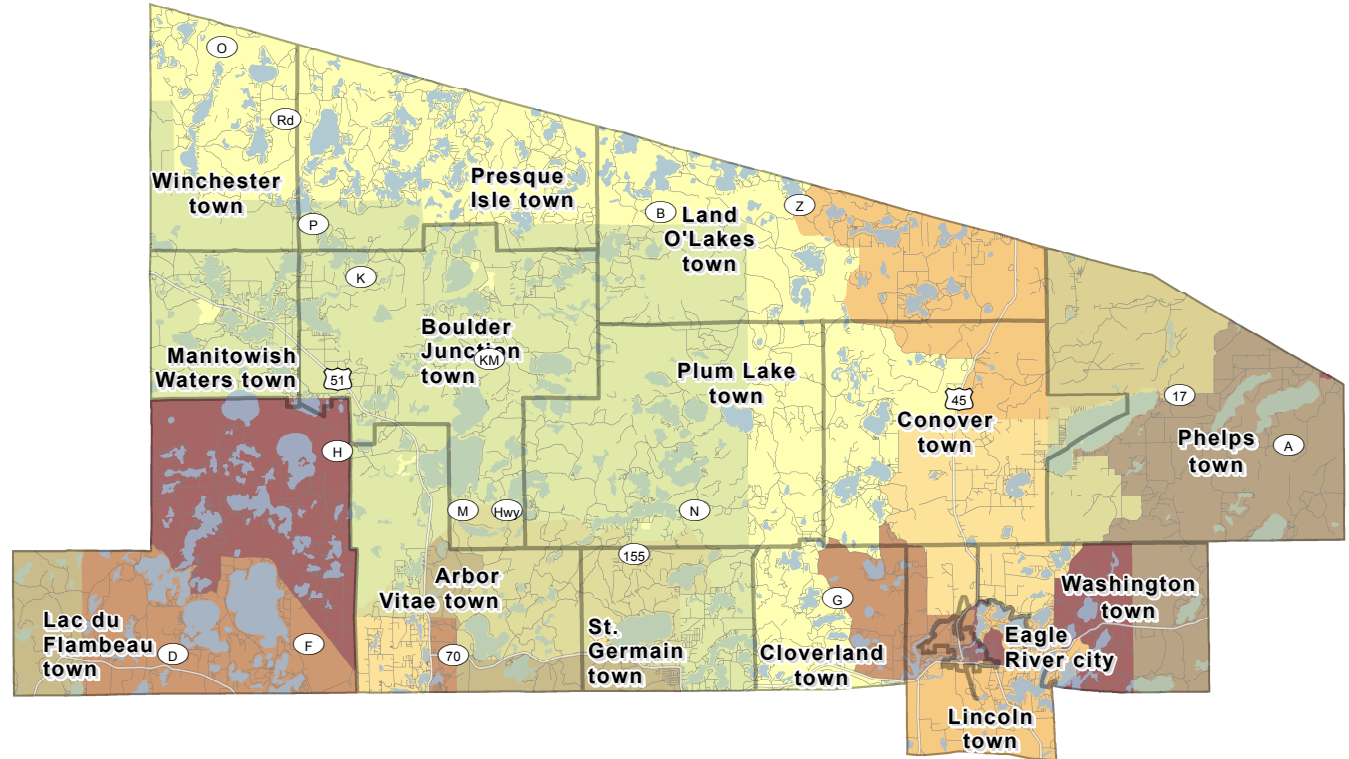 O
Rd
Winchester
town
Presque
Isle town
P
B
Z
Land
O'Lakes
town
K
Boulder
Junction
town
KM
Manitowish
Waters town
51
Plum Lake
town
45
Conover
town
17
Phelps
town
A
H
M
Hwy
N
155
Arbor
Vitae town
Washington
town
G
Lac du
Flambeau
town
D
F
70
St.
Germain
town
Cloverland
town
Eagle
River city
Lincoln
town